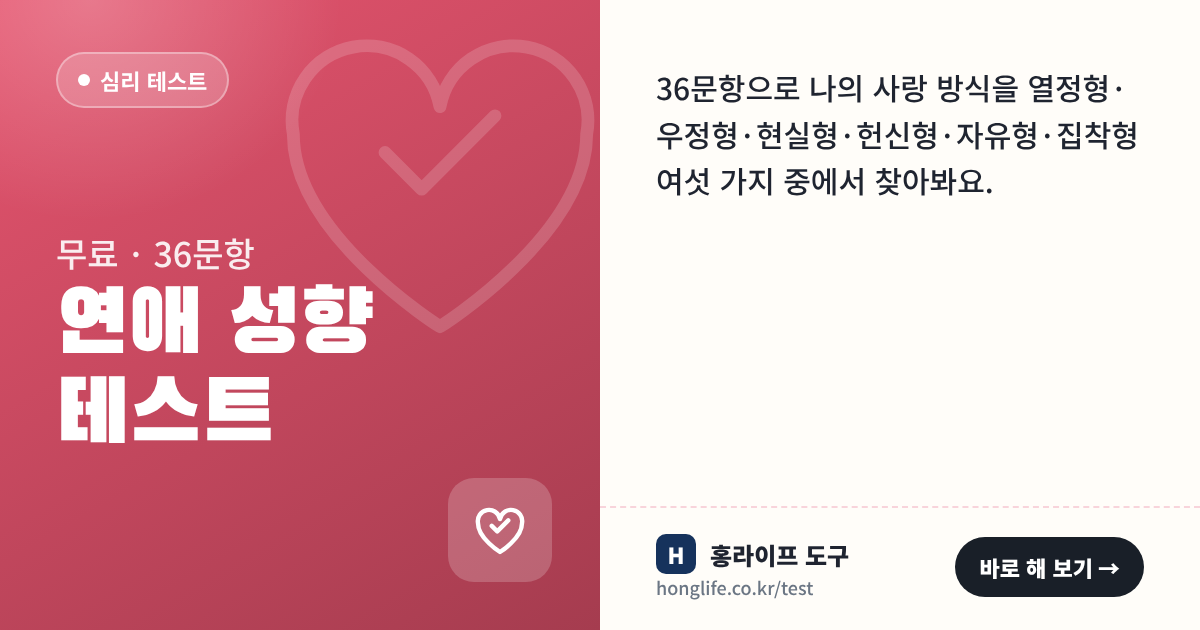 심리 테스트
무료 · 36문항
연애 성향
테스트
36문항으로 나의 사랑 방식을 열정형·
우정형·현실형·헌신형·자유형·집착형
여섯 가지 중에서 찾아봐요.
H 홍라이프 도구
honglife.co.kr/test
바로 해 보기 →